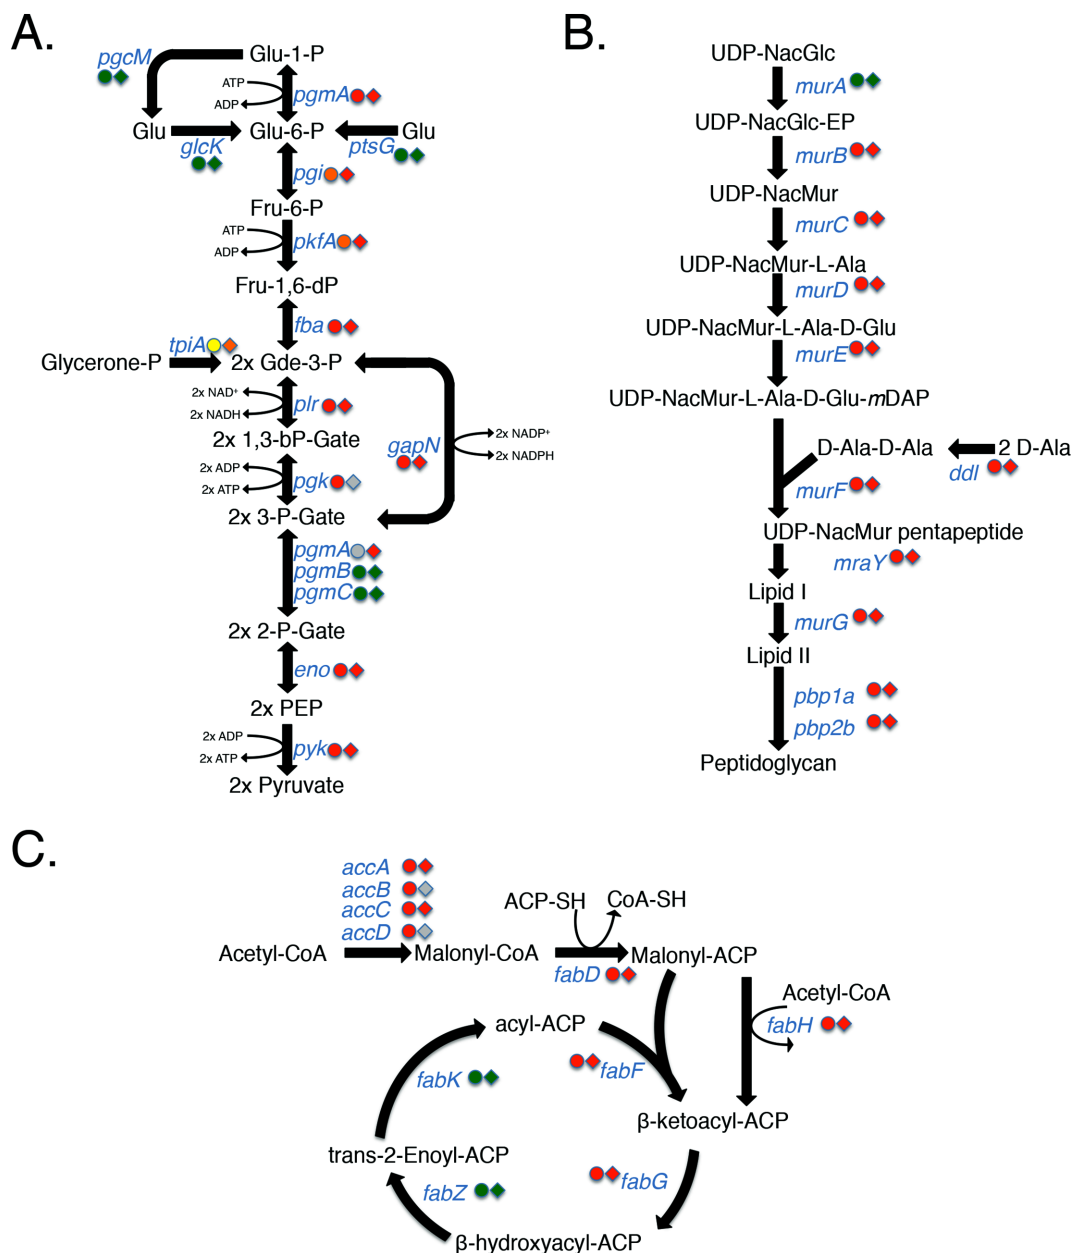 A.
pgcM
Glu-1-P
ATP
ADP
pgmA
Glu
Glu-6-P
Glu
glcK
ptsG
pgi
Fru-6-P
ATP
ADP
pkfA
Fru-1,6-dP
fba
tpiA
Glycerone-P
2x Gde-3-P
2x NAD+
2x NADH
plr
2x 1,3-bP-Gate
gapN
2x NADP+
2x NADPH
2x ADP
2x ATP
pgk
2x 3-P-Gate
pgmA
pgmB
pgmC
2x 2-P-Gate
eno
2x PEP
2x ADP
2x ATP
pyk
2x Pyruvate
B.
UDP-NacGlc
murA
UDP-NacGlc-EP
murB
UDP-NacMur
murC
UDP-NacMur-L-Ala
murD
UDP-NacMur-L-Ala-D-Glu
murE
UDP-NacMur-L-Ala-D-Glu-mDAP
D-Ala-D-Ala
2 D-Ala
ddl
murF
UDP-NacMur pentapeptide
mraY
Lipid I
murG
Lipid II
pbp1a
pbp2b
Peptidoglycan
C.
accA
accB
accC
accD
ACP-SH
CoA-SH
Acetyl-CoA
Malonyl-CoA
Malonyl-ACP
fabD
Acetyl-CoA
fabH
acyl-ACP
fabF
fabK
β-ketoacyl-ACP
trans-2-Enoyl-ACP
fabG
fabZ
β-hydroxyacyl-ACP